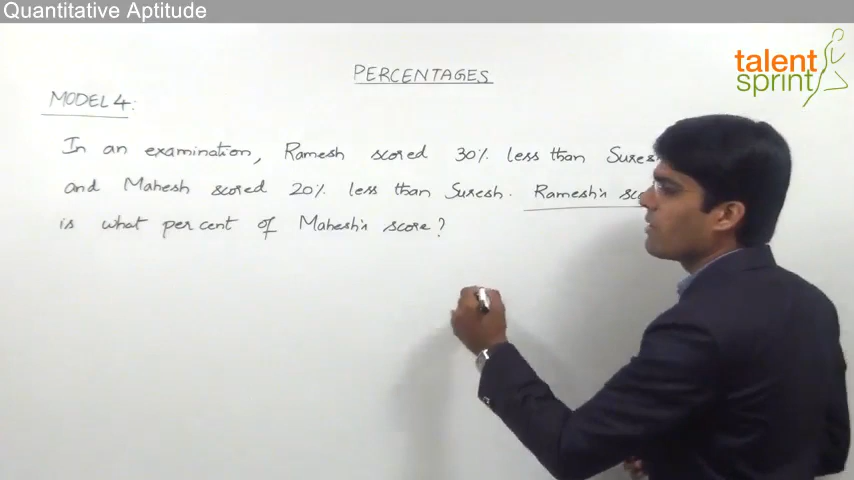 Quantitative Aptitude
talent
sprint
PERCENTAGES
MODEL 4:
In an examination, Ramesh scored 30% less than
and Mahesh scored 20% less than Suresh. Ramesh's
is what per cent of Mahesh's score?